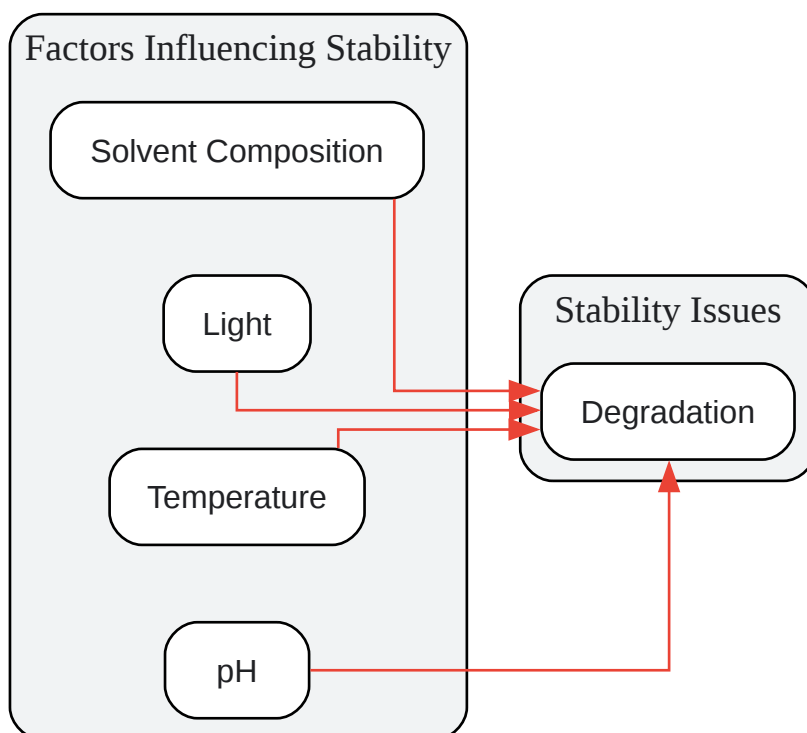 Factors Influencing Stability
Solvent Composition
Light
Temperature
pH
Stability Issues
Degradation